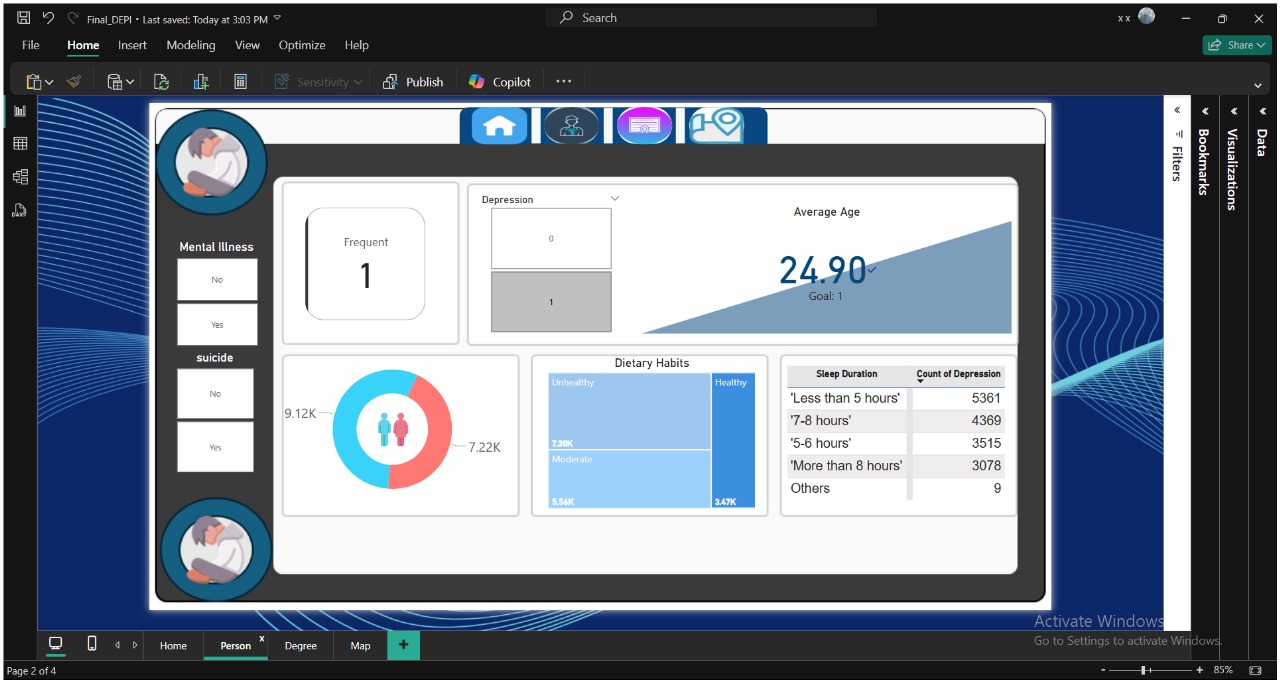 Final_DEPI • Last saved: Today at 3:03 PM
Search
x x
File Home Insert Modeling View Optimize Help
Share
Sensitivity
Publish
Copilot
Mental Illness
No
Yes
suicide
No
Yes
Frequent
1
Depression
0
1
Average Age
24.90
Goal: 1
9.12K
7.22K
Dietary Habits
Unhealthy
7.30K
Moderate
5.56K
Healthy
3.47K
Sleep Duration Count of Depression
'Less than 5 hours' 5361
'7-8 hours' 4369
'5-6 hours' 3515
'More than 8 hours' 3078
Others 9
Filters
Bookmarks
Visualizations
Data
DAX
Activate Windows
Go to Settings to activate Windows.
Home
Person x
Degree
Map
+
Page 2 of 4
- + 85%